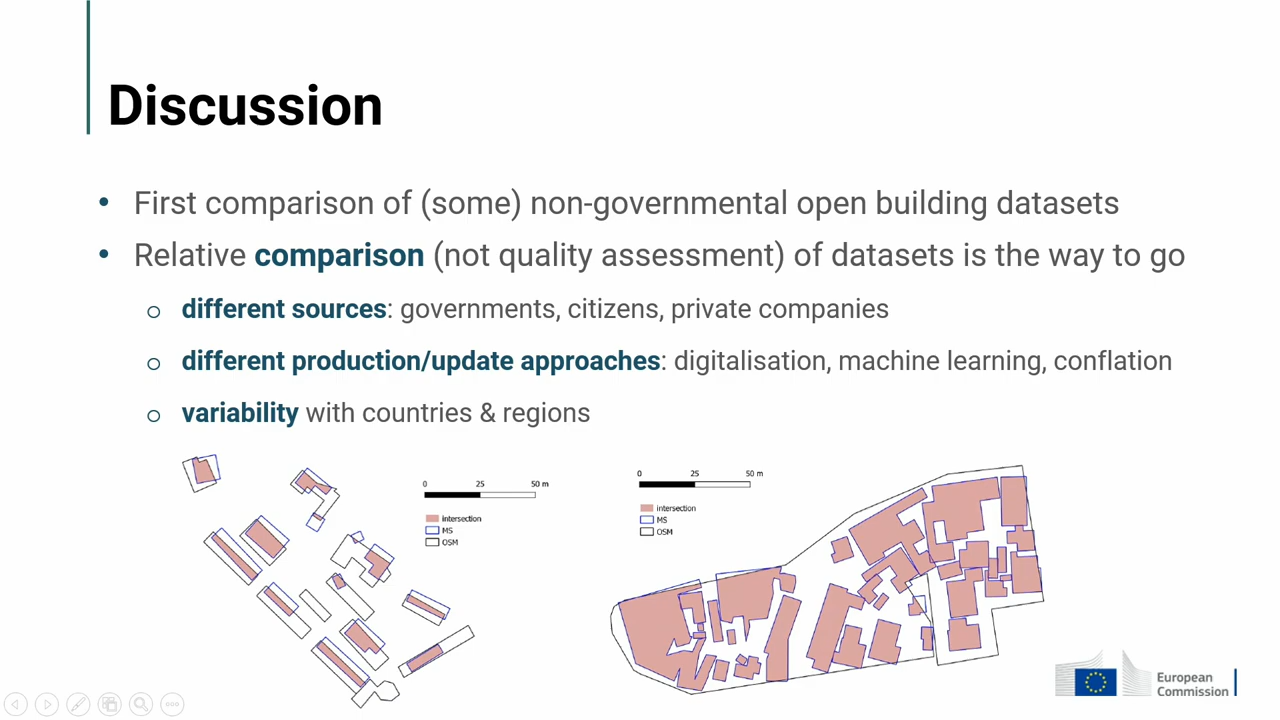 Discussion
• First comparison of (some) non-governmental open building datasets
• Relative comparison (not quality assessment) of datasets is the way to go
o different sources: governments, citizens, private companies
o different production/update approaches: digitalisation, machine learning, conflation
o variability with countries & regions
0 25 50 m
intersection
MS
OSM
0 25 50 m
intersection
MS
OSM
European
Commission